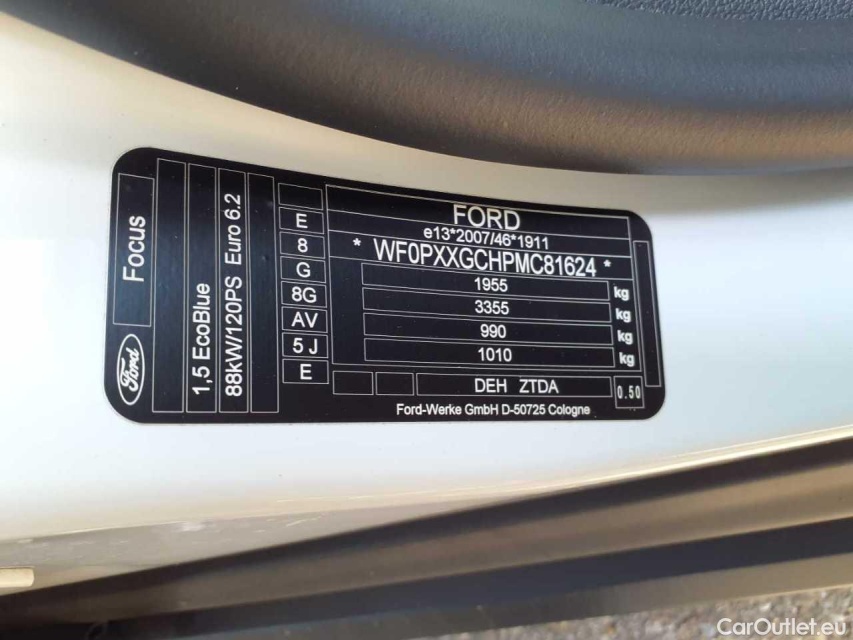 Focus
Ford
1,5 EcoBlue
88kW/120PS Euro 6.2
E
8
G
8G
AV
5 J
E
FORD
e13*2007/46*1911
* WF0PXXGCHPMC81624 *
1955 kg
3355 kg
990 kg
1010 kg
DEH ZTDA 0.50
Ford-Werke GmbH D-50725 Cologne
CarOutlet.eu